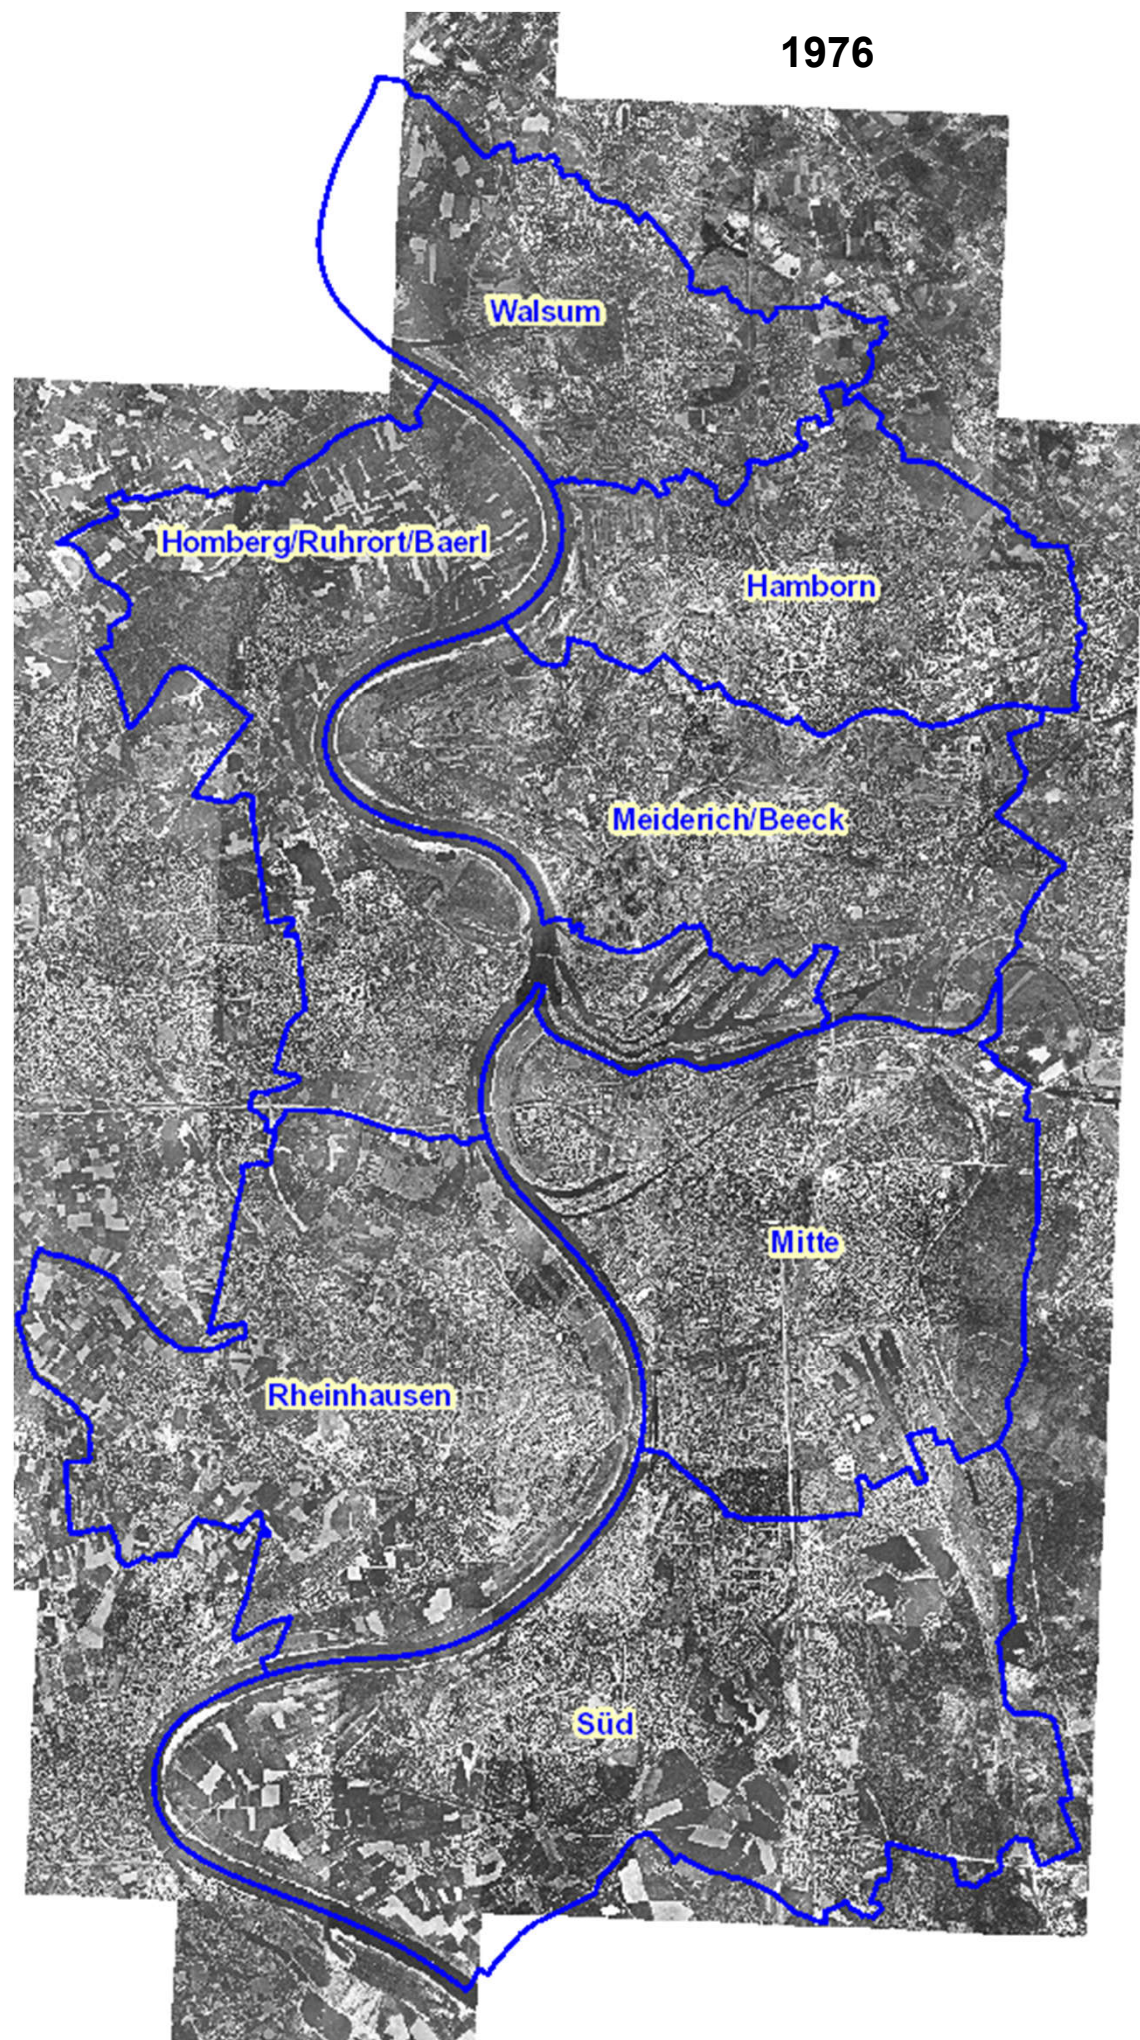 1976
Walsum
Homberg/Ruhrort/Baerl
Hamborn
Meiderich/Beeck
Mitte
Rheinhausen
Süd